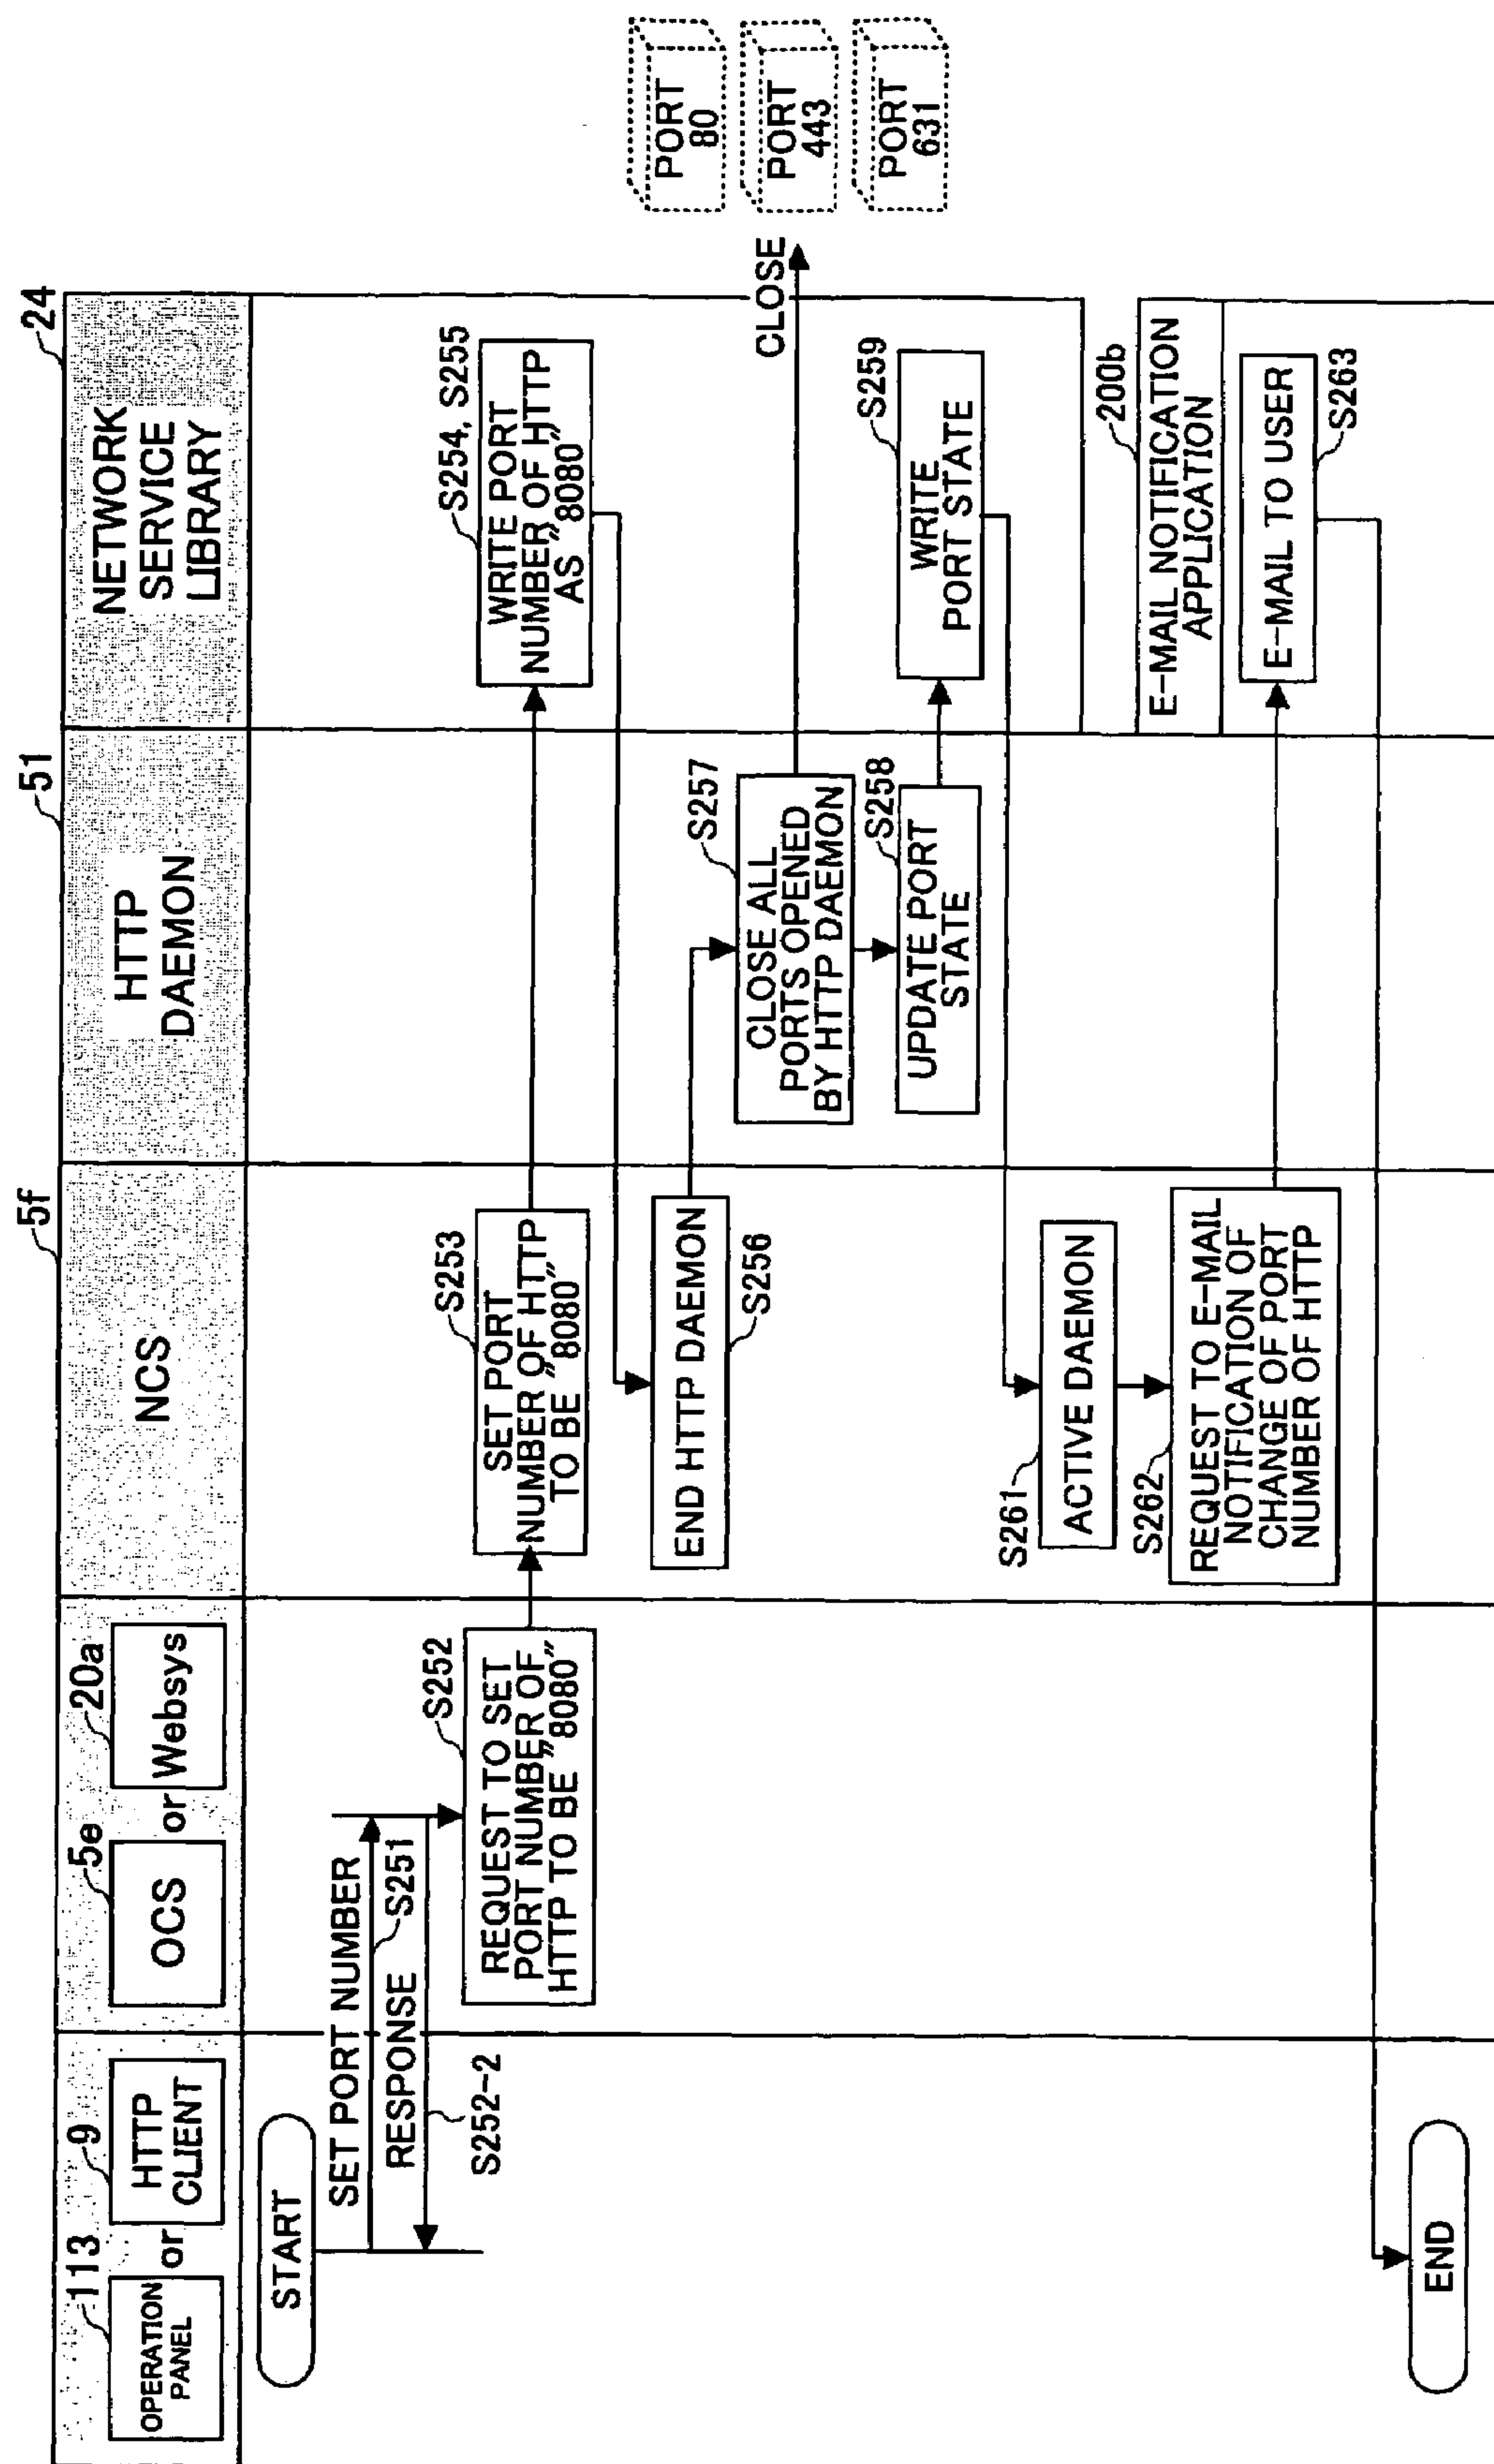 113
OPERATION
PANEL
or
9
HTTP
CLIENT
5e
OCS
or
20a
Websys
5f
NCS
51
HTTP
DAEMON
24
NETWORK
SERVICE
LIBRARY
START
SET PORT NUMBER
S251
RESPONSE
S252-2
S252
REQUEST TO SET
PORT NUMBER OF
HTTP TO BE "8080"
S253
SET PORT
NUMBER OF HTTP
TO BE "8080"
S254, S255
WRITE PORT
NUMBER OF HTTP
AS "8080"
END HTTP DAEMON
S256
S257
CLOSE ALL
PORTS OPENED
BY HTTP DAEMON
CLOSE
PORT
80
PORT
443
PORT
631
S258
UPDATE PORT
STATE
S259
WRITE
PORT STATE
S261
ACTIVE DAEMON
S262
REQUEST TO E-MAIL
NOTIFICATION OF
CHANGE OF PORT
NUMBER OF HTTP
200b
E-MAIL NOTIFICATION
APPLICATION
E-MAIL TO USER
S263
END